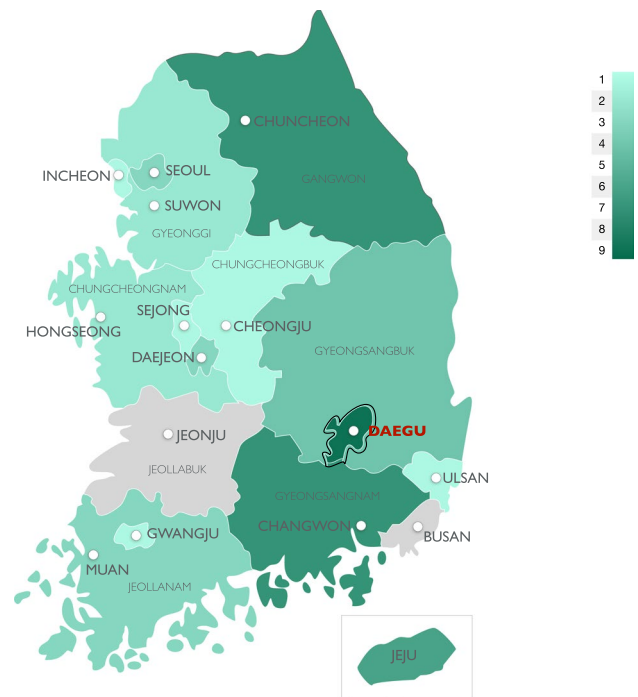 1
2
3
4
5
6
7
8
9
CHUNCHEON
INCHEON
SEOUL
GANGWON
SUWON
GYEONGGI
CHUNGCHEONGBUK
CHUNGCHEONGNAM
SEJONG
HONGSEONG
CHEONGJU
DAEJEON
GYEONGSANGBUK
DAEGU
JEONJU
JEOLLABUK
ULSAN
GYEONGSANGNAM
CHANGWON
GWANGJU
BUSAN
MUAN
JEOLLANAM
JEJU